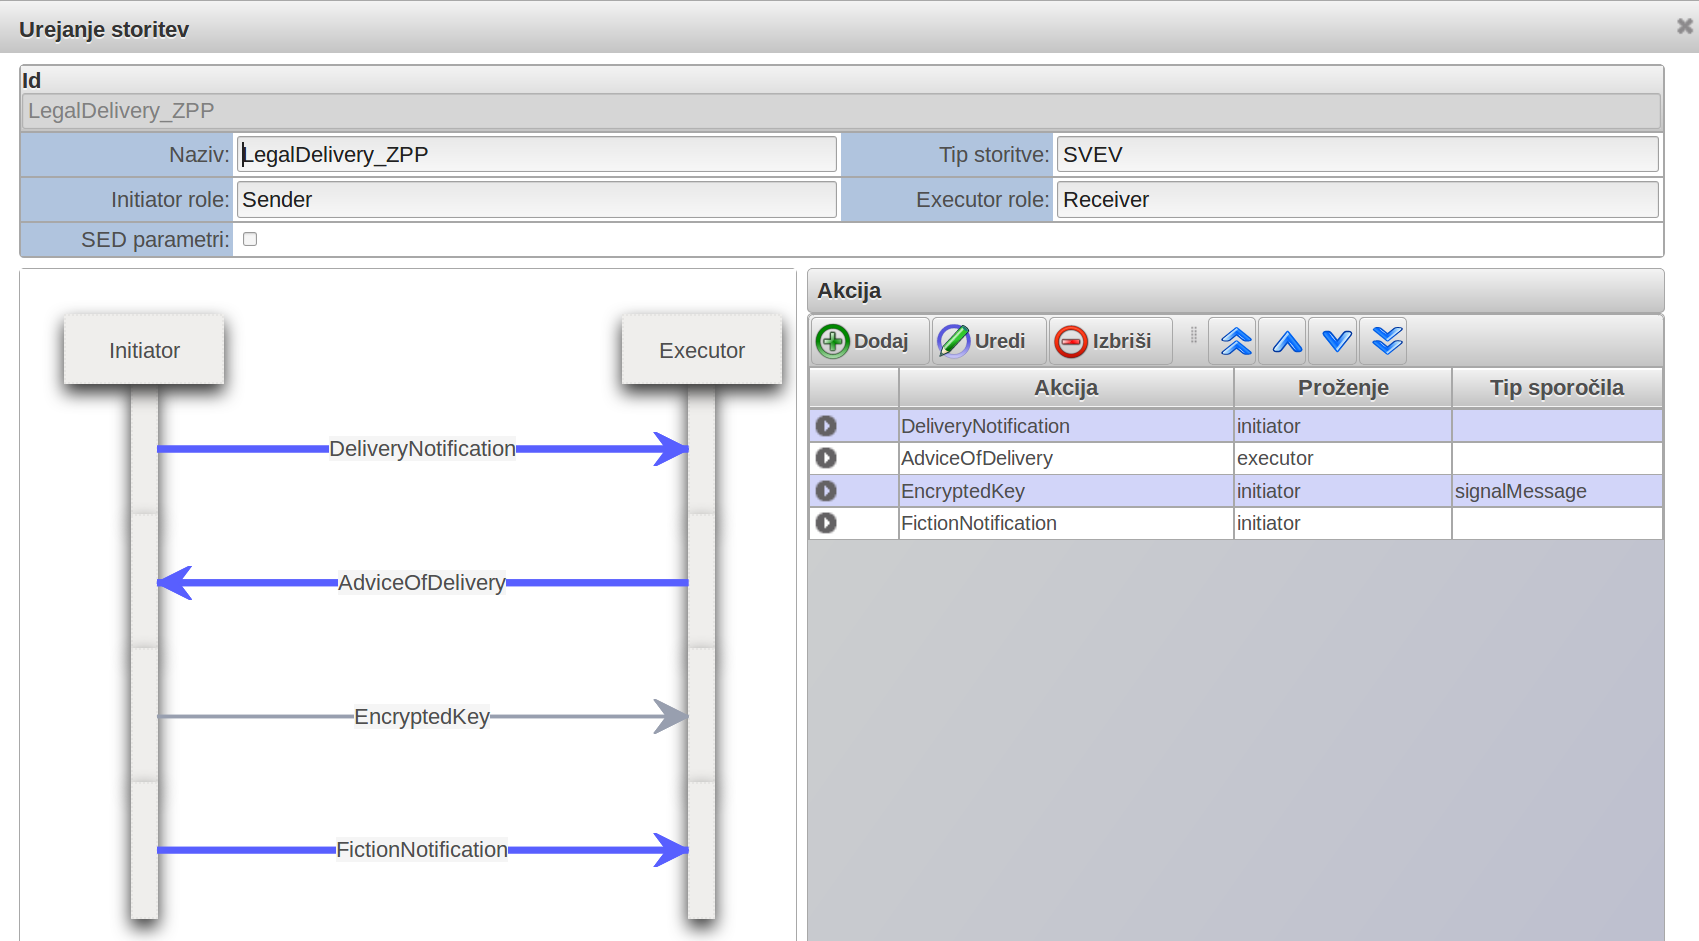 Urejanje storitev
Id
LegalDelivery_ZPP
Naziv: LegalDelivery_ZPP Tip storitve: SVEV
Initiator role: Sender Executor role: Receiver
SED parametri:
Initiator Executor
DeliveryNotification
AdviceOfDelivery
EncryptedKey
FictionNotification
Akcija
Dodaj Uredi Izbriši
Akcija Proženje Tip sporočila
DeliveryNotification initiator
AdviceOfDelivery executor
EncryptedKey initiator signalMessage
FictionNotification initiator